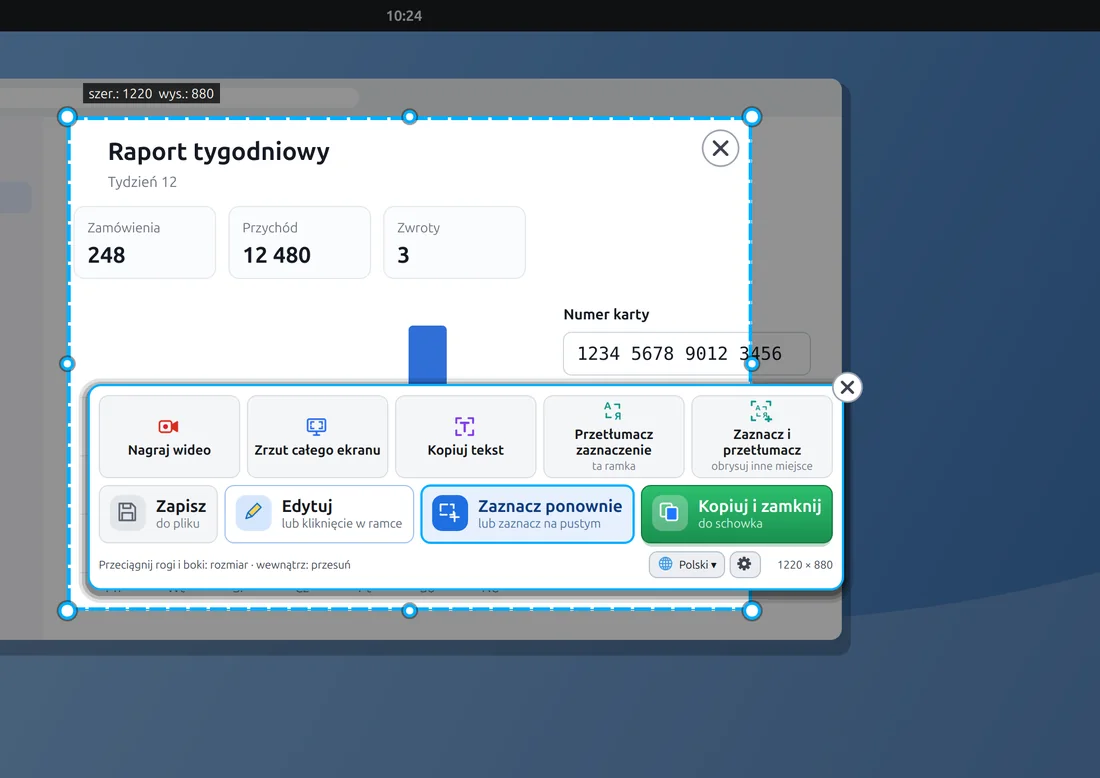 10:24
szer.: 1220 wys.: 880
Raport tygodniowy
Tydzień 12
Zamówienia
248
Przychód
12 480
Zwroty
3
Numer karty
1234 5678 9012 3456
Nagraj wideo
Zrzut całego ekranu
Kopiuj tekst
Przetłumacz
zaznaczenie
ta ramka
Zaznacz i
przetłumacz
obrysuj inne miejsce
Zapisz
do pliku
Edytuj
lub kliknięcie w ramce
Zaznacz ponownie
lub zaznacz na pustym
Kopiuj i zamknij
do schowka
Przeciągnij rogi i boki: rozmiar · wewnątrz: przesuń
Polski ▾
1220 × 880